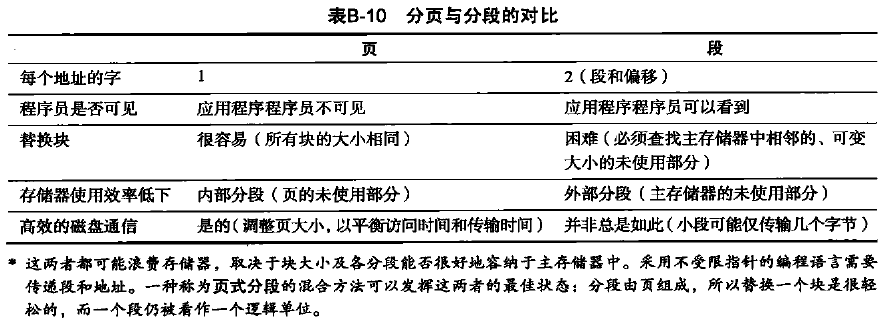 表B-10 分页与分段的对比
页 段
每个地址的字 1 2（段和偏移）
程序员是否可见 应用程序程序员不可见 应用程序程序员可以看到
替换块 很容易（所有块的大小相同） 困难（必须查找主存储器中相邻的、可变
大小的未使用部分）
存储器使用效率低下 内部分段（页的未使用部分） 外部分段（主存储器的未使用部分）
高效的磁盘通信 是的（调整页大小，以平衡访问时间和传输时间） 并非总是如此（小段可能仅传输几个字节）
* 这两者都可能浪费存储器，取决于块大小及各分段能否很好地容纳于主存储器中。采用不受限指针的编程语言需要
传递段和地址。一种称为页式分段的混合方法可以发挥这两者的最佳状态：分段由页组成，所以替换一个块是很轻
松的，而一个段仍被看作一个逻辑单位。